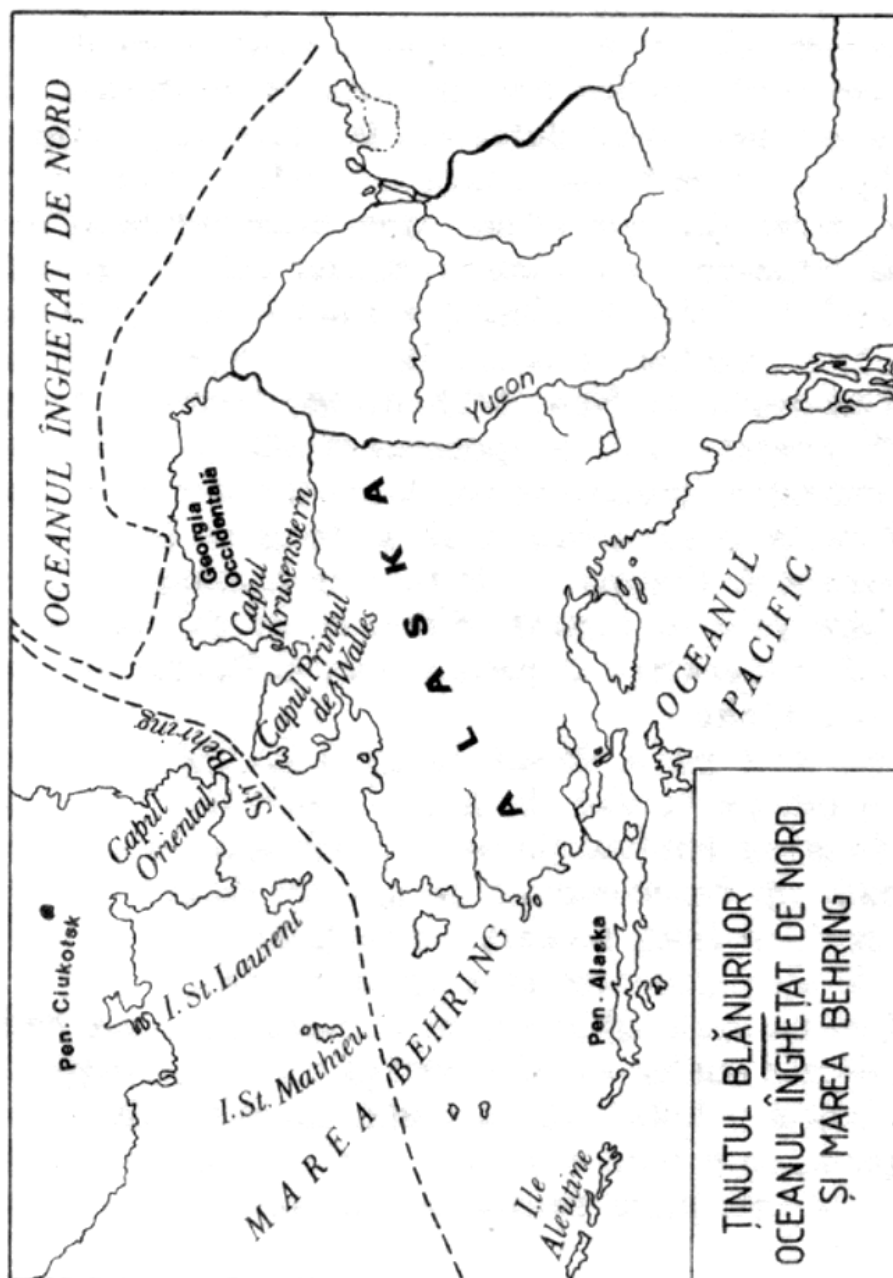 OCEANUL ÎNGHEȚAT DE NORD
Georgia
Occidentală
Capul
Krusenstern
Capul Printul
de Walles
Str Behring
Capul
Oriental
Pen. Ciukotsk
I. St. Laurent
I. St. Mathieu
MAREA BEHRING
ALASKA
Yucon
OCEANUL
PACIFIC
Pen. Alaska
I.le
Aleutine
ȚINUTUL BLĂNURILOR
OCEANUL ÎNGHEȚAT DE NORD
ȘI MAREA BEHRING